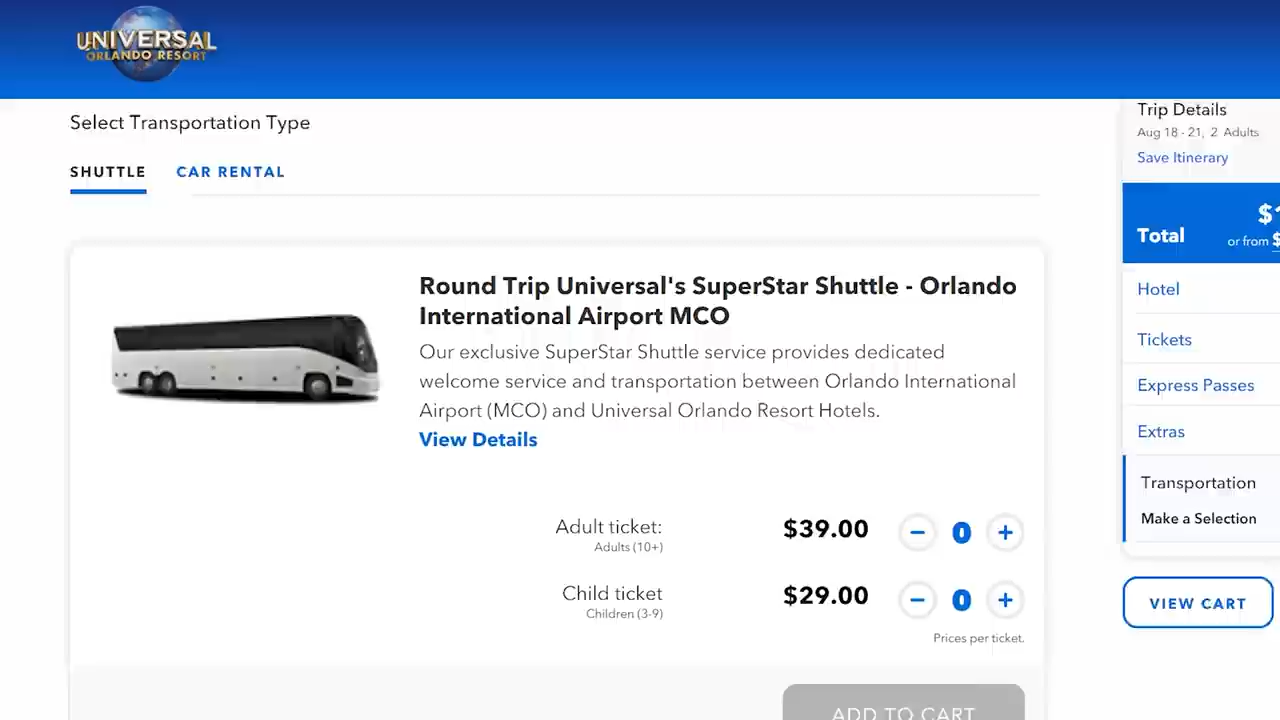 UNIVERSAL
ORLANDO RESORT
Select Transportation Type
SHUTTLE
CAR RENTAL
Round Trip Universal's SuperStar Shuttle - Orlando
International Airport MCO
Our exclusive SuperStar Shuttle service provides dedicated
welcome service and transportation between Orlando International
Airport (MCO) and Universal Orlando Resort Hotels.
View Details
Adult ticket:
Adults (10+)
$39.00
0
Child ticket
Children (3-9)
$29.00
0
Prices per ticket.
ADD TO CART
Trip Details
Aug 18 - 21, 2 Adults
Save Itinerary
Total
or from
Hotel
Tickets
Express Passes
Extras
Transportation
Make a Selection
VIEW CART